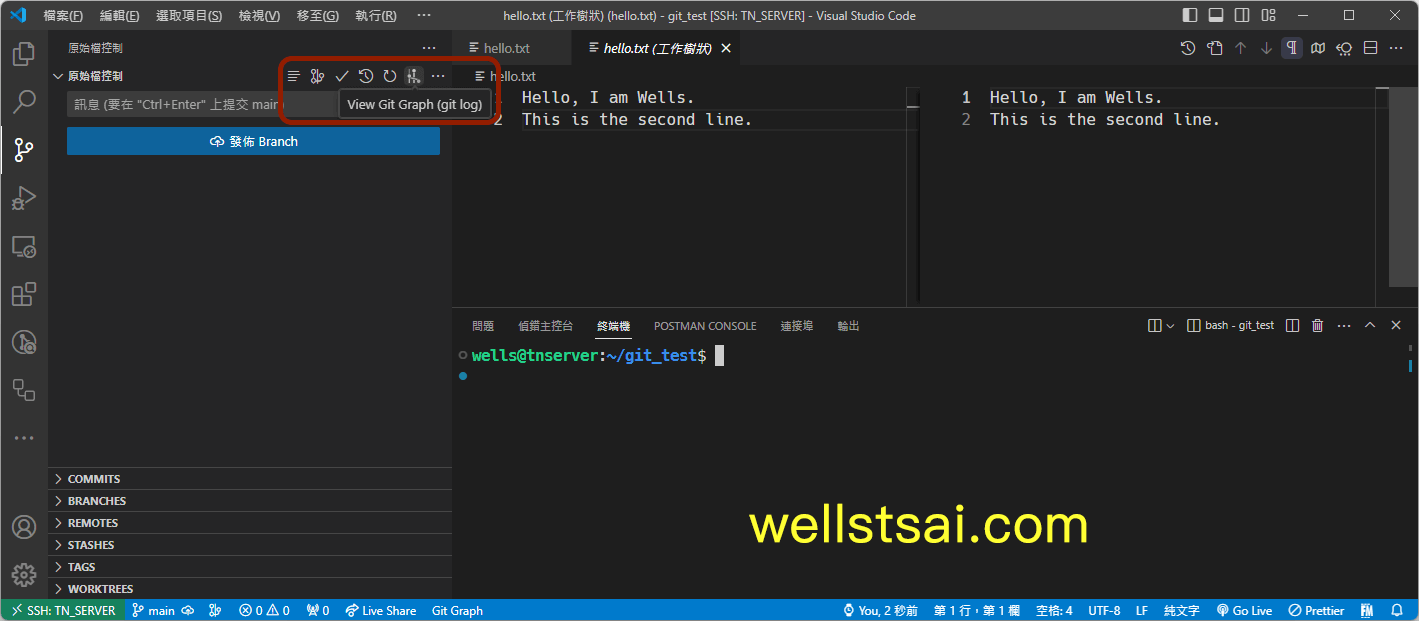 檔案(F) 編輯(E) 選取項目(S) 檢視(V) 移至(G) 執行(R) ··· hello.txt (工作樹狀) (hello.txt) - git_test [SSH: TN_SERVER] - Visual Studio Code
原始檔控制
hello.txt hello.txt (工作樹狀)
原始檔控制
hello.txt
訊息 (要在 "Ctrl+Enter" 上提交 main
View Git Graph (git log)
發佈 Branch
Hello, I am Wells.
2 This is the second line.
1 Hello, I am Wells.
2 This is the second line.
問題 偵錯主控台 終端機 POSTMAN CONSOLE 連接埠 輸出 bash - git_test
wells@tnserver:~/git_test$
COMMITS
BRANCHES
REMOTES
STASHES
TAGS
WORKTREES
wellstsai.com
SSH: TN_SERVER main 0 0 0 Live Share Git Graph You, 2 秒前 第 1 行，第 1 欄 空格: 4 UTF-8 LF 純文字 Go Live Prettier